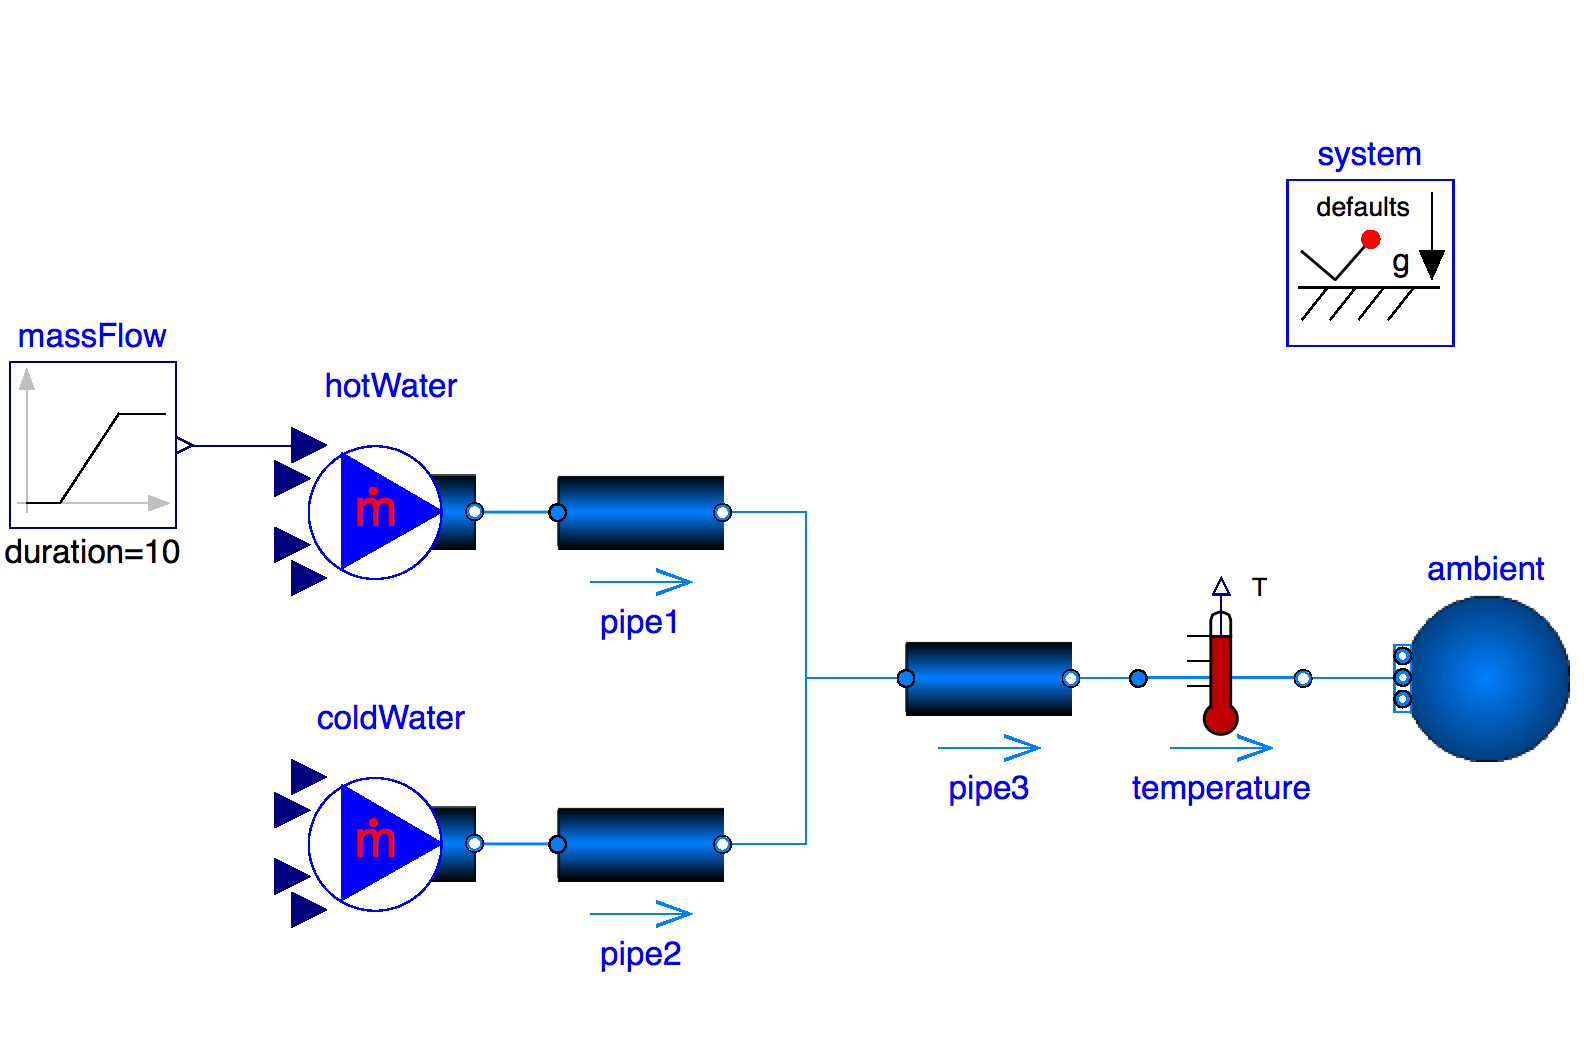 system
defaults
g
massFlow
hotWater
ṁ
duration=10
pipe1
T
ambient
coldWater
ṁ
pipe3
temperature
pipe2